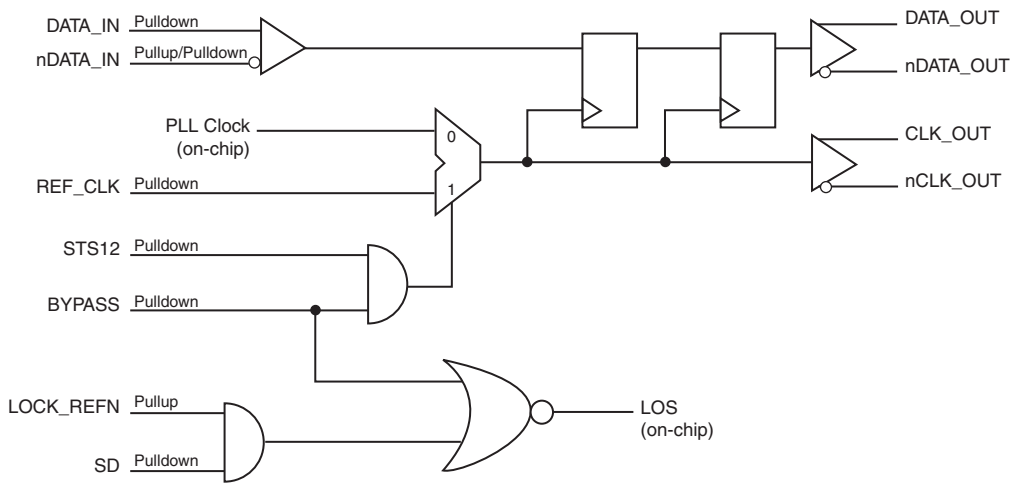 DATA_IN Pulldown
nDATA_IN Pullup/Pulldown
DATA_OUT
nDATA_OUT
PLL Clock
(on-chip)
0
CLK_OUT
nCLK_OUT
REF_CLK Pulldown
1
STS12 Pulldown
BYPASS Pulldown
LOCK_REFN Pullup
SD Pulldown
LOS
(on-chip)